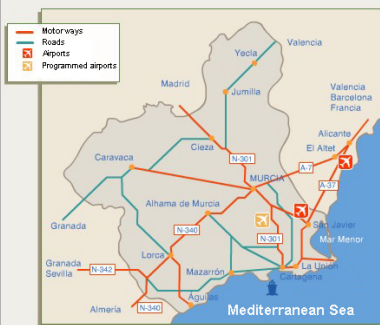 Motorways
Roads
Airports
Programmed airports
Yecla
Valencia
Madrid
Jumilla
Valencia
Barcelona
Francia
Alicante
Cieza
El Altet
N-301
Caravaca
A-7
MURCIA
A-37
Alhama de Murcia
Granada
N-340
San Javier
N-301
Mar Menor
Lorca
Granada
Sevilla
N-342
Mazarrón
La Unión
Cartagena
Águilas
Almería
N-340
Mediterranean Sea